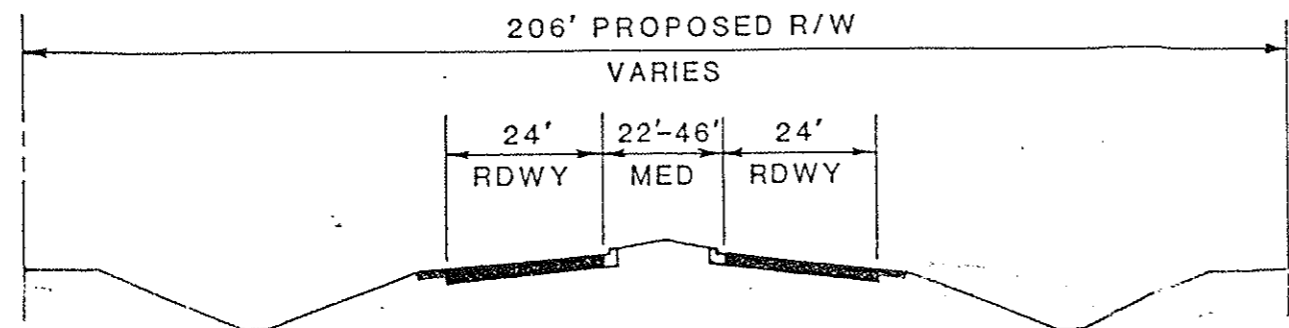 206' PROPOSED R/W
VARIES
24' 22'-46' 24'
RDWY MED RDWY